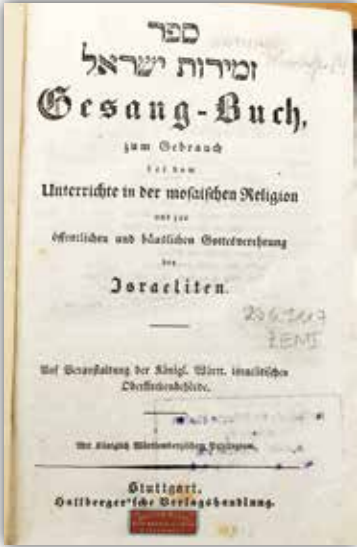 ספר
זמירות ישראל
Gesang-Buch,
zum Gebrauch
bei dem
Unterrichte in der mosaischen Religion
und zur
öffentlichen und häuslichen Gottesverehrung
der
Israeliten.
Auf Veranstaltung der Königl. Württ. israelitischen
Oberkirchenbehörde.
Mit Königlich Württembergischem Privilegium.
Stuttgart.
Hallberger'sche Verlagshandlung.